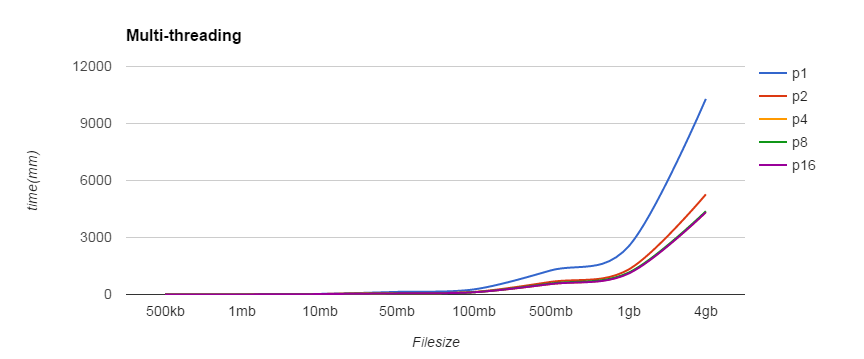 Multi-threading
12000
9000
6000
3000
0
time(mm)
500kb 1mb 10mb 50mb 100mb 500mb 1gb 4gb
Filesize
p1
p2
p4
p8
p16